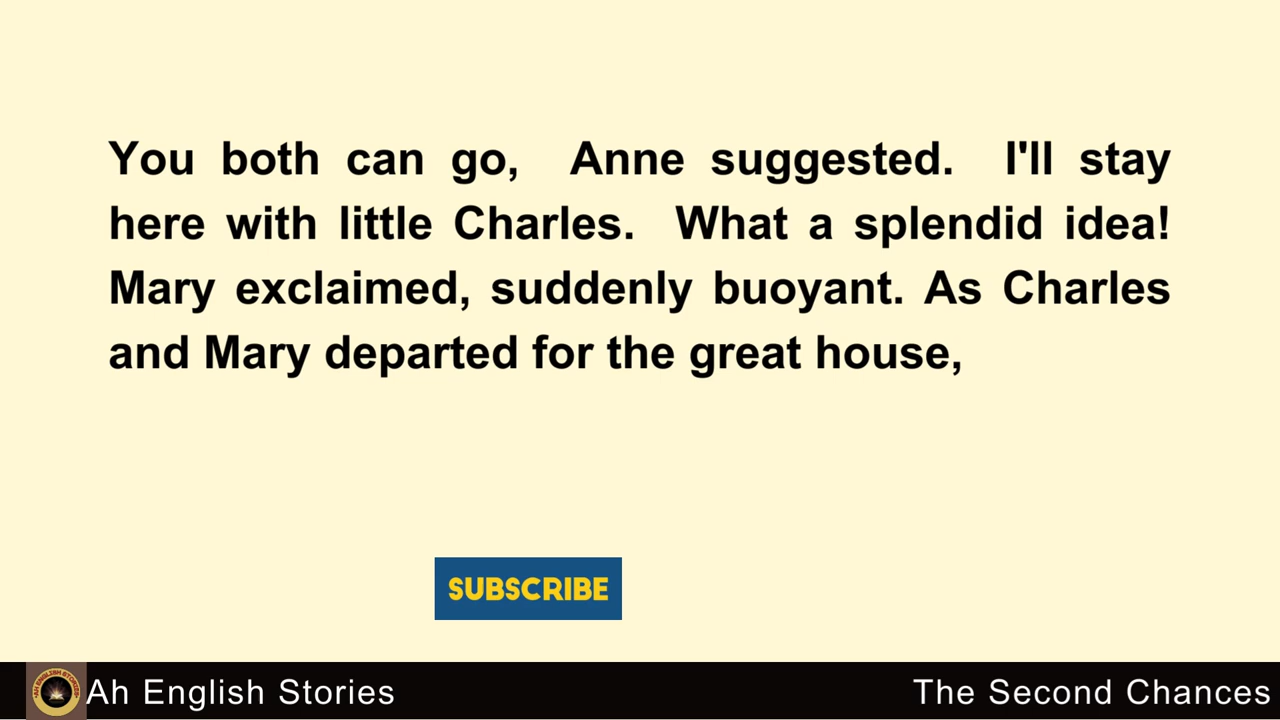 You both can go, Anne suggested. I'll stay
here with little Charles. What a splendid idea!
Mary exclaimed, suddenly buoyant. As Charles
and Mary departed for the great house,
SUBSCRIBE
Ah English Stories
The Second Chances